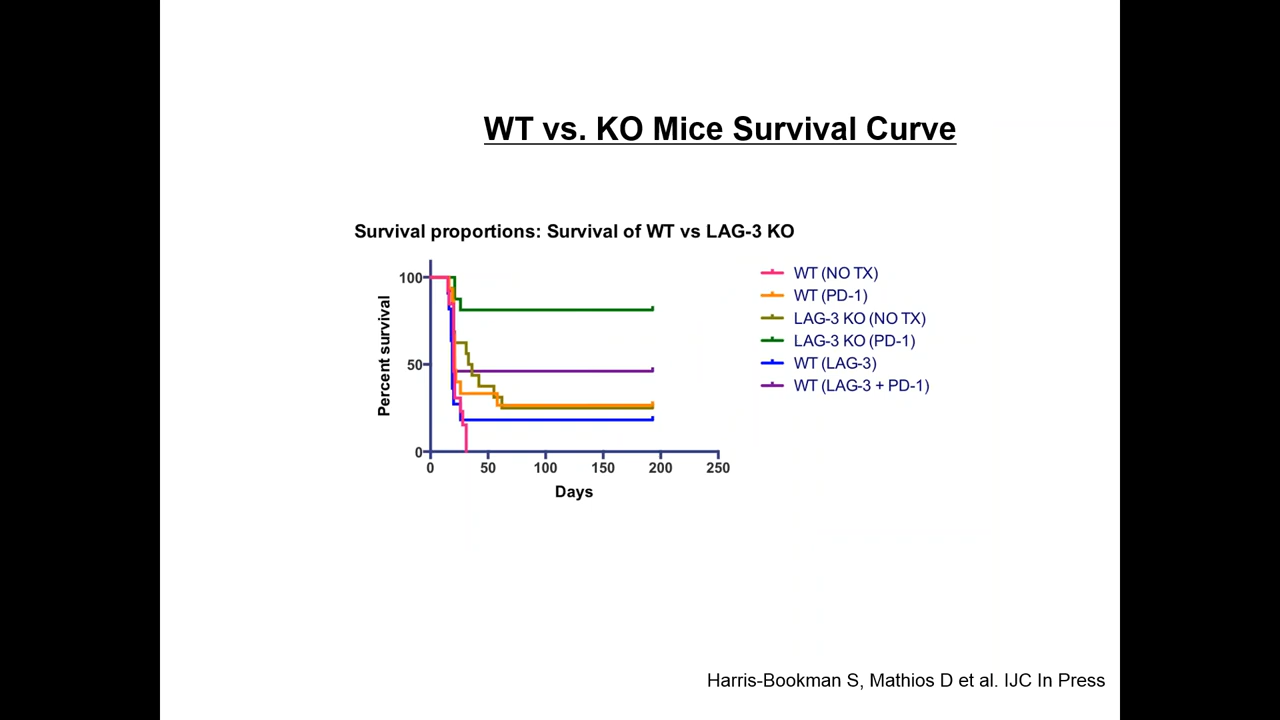 WT vs. KO Mice Survival Curve
Survival proportions: Survival of WT vs LAG-3 KO
100
50
0
Percent survival
0 50 100 150 200 250
Days
WT (NO TX)
WT (PD-1)
LAG-3 KO (NO TX)
LAG-3 KO (PD-1)
WT (LAG-3)
WT (LAG-3 + PD-1)
Harris-Bookman S, Mathios D et al. IJC In Press